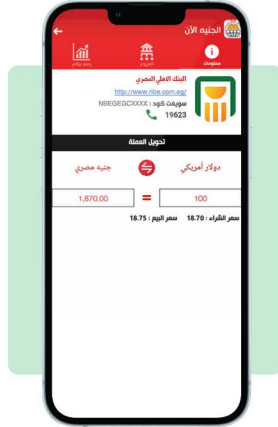 الجنيه الأن
معلومات
الفروع
رسم بياني
البنك الاهلي المصري
http://www.nbe.com.eg/
سويفت كود : NBEGEGCXXXX
19623
تحويل العملة
دولار أمريكي
جنيه مصري
100
=
1,870.00
سعر الشراء : 18.70 سعر البيع : 18.75